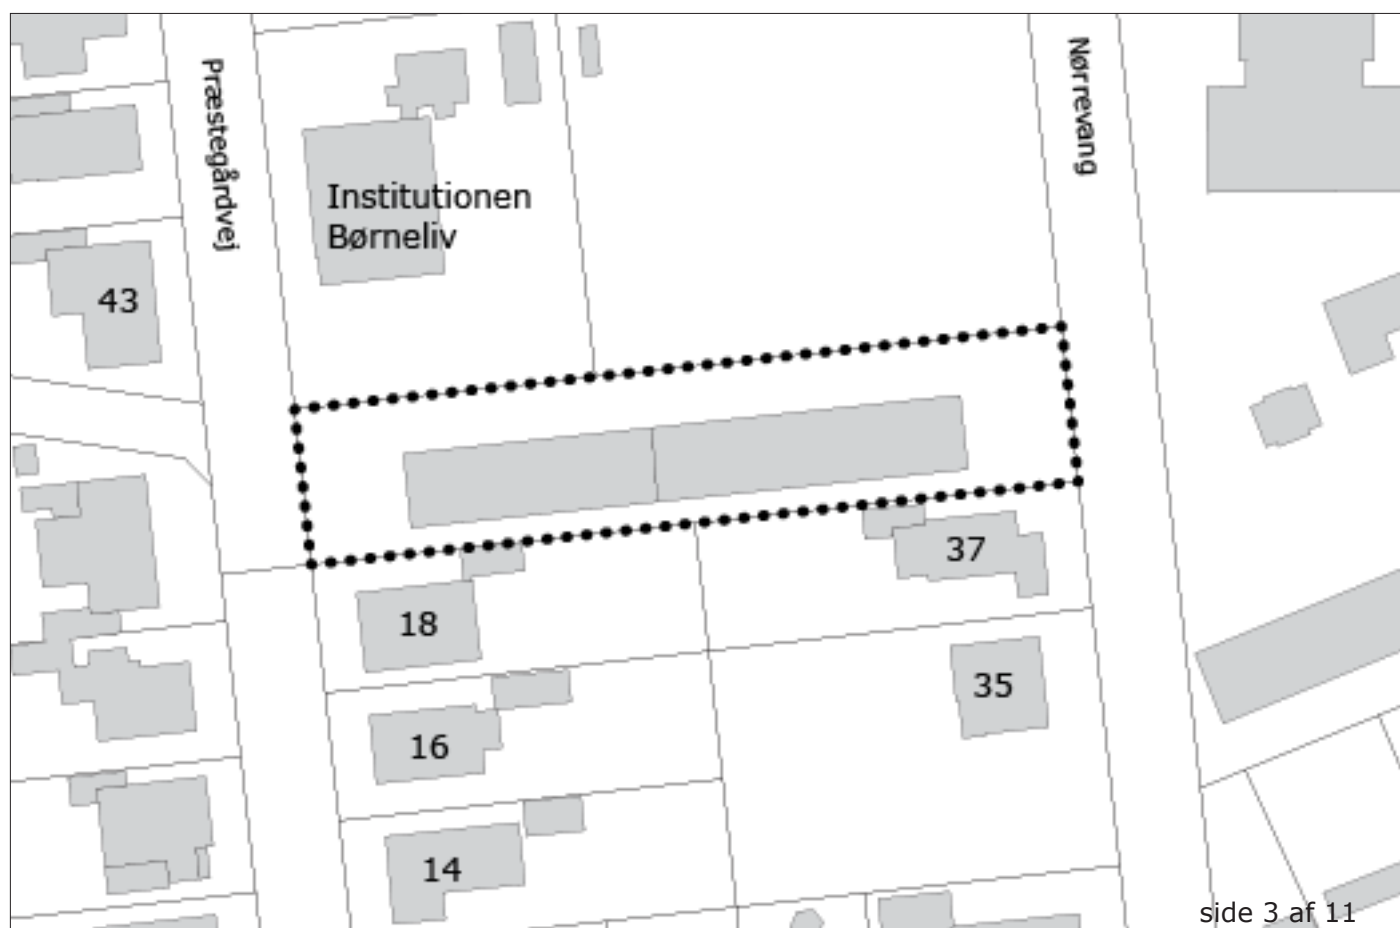 Præstegårdvej
Nørrevang
Institutionen
Børneliv
43
37
18
35
16
14
side 3 af 11